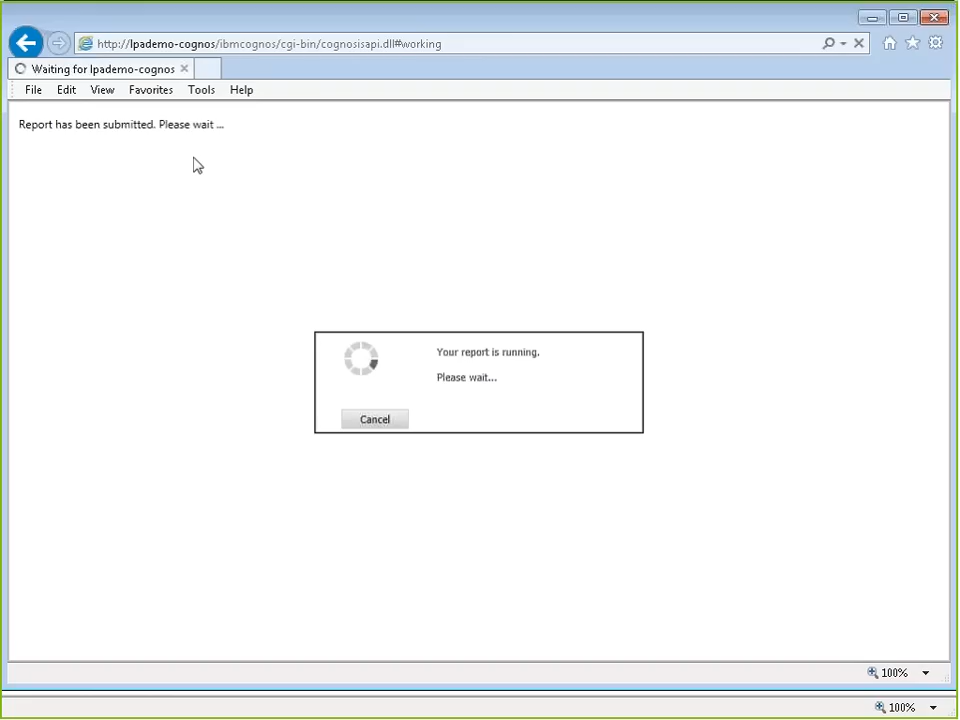 http://lpademo-cognos/ibmcognos/cgi-bin/cognosisapi.dll#working
Waiting for lpademo-cognos
File Edit View Favorites Tools Help
Report has been submitted. Please wait ...
Your report is running.
Please wait...
Cancel
100%
100%